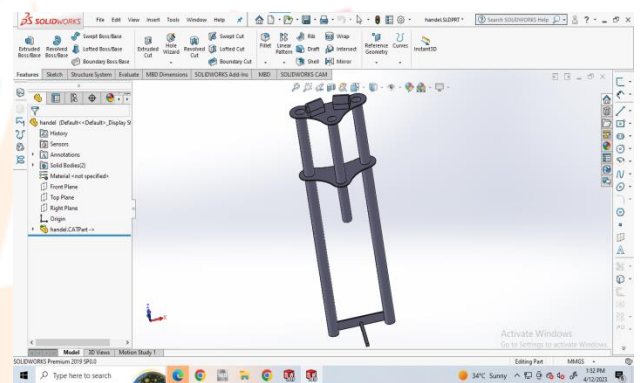 SOLIDWORKS File Edit View Insert Tools Window Help handel.SLDPRT * Search SOLIDWORKS Help
Extruded Boss/Base
Revolved Boss/Base
Swept Boss/Base
Lofted Boss/Base
Boundary Boss/Base
Extruded Cut
Hole Wizard
Revolved Cut
Swept Cut
Lofted Cut
Boundary Cut
Fillet
Linear Pattern
Rib
Draft
Shell
Wrap
Intersect
Mirror
Reference Geometry
Curves
Instant3D
Features Sketch Structure System Evaluate MBD Dimensions SOLIDWORKS Add-Ins MBD SOLIDWORKS CAM
handel (Default<<Default>_Display S
History
Sensors
Annotations
Solid Bodies(2)
Material <not specified>
Front Plane
Top Plane
Right Plane
Origin
handel.CATPart ->
Activate Windows
Go to Settings to activate Windows.
Model 3D Views Motion Study 1
SOLIDWORKS Premium 2019 SP0.0 Editing Part MMGS
Type here to search 34°C Sunny 1:52 PM
4/12/2023